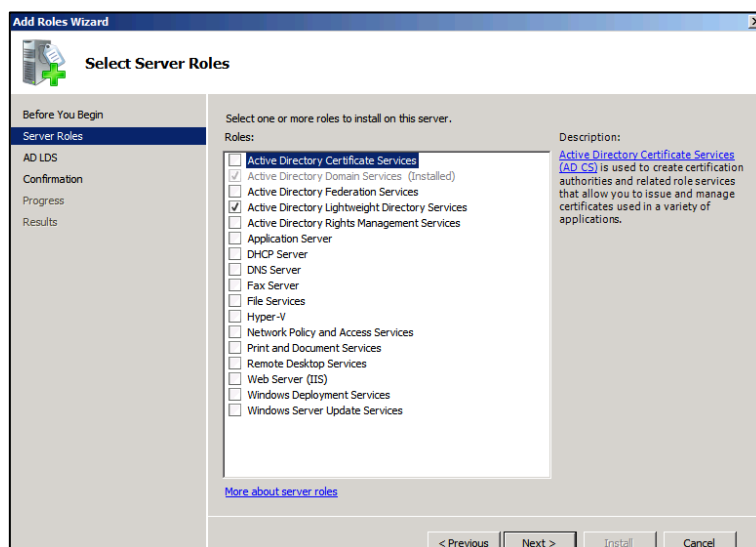 Add Roles Wizard
Select Server Roles
Before You Begin
Server Roles
AD LDS
Confirmation
Progress
Results
Select one or more roles to install on this server.
Roles:
Active Directory Certificate Services
Active Directory Domain Services (Installed)
Active Directory Federation Services
Active Directory Lightweight Directory Services
Active Directory Rights Management Services
Application Server
DHCP Server
DNS Server
Fax Server
File Services
Hyper-V
Network Policy and Access Services
Print and Document Services
Remote Desktop Services
Web Server (IIS)
Windows Deployment Services
Windows Server Update Services
More about server roles
Description:
Active Directory Certificate Services
(AD CS) is used to create certification
authorities and related role services
that allow you to issue and manage
certificates used in a variety of
applications.
< Previous
Next >
Install
Cancel